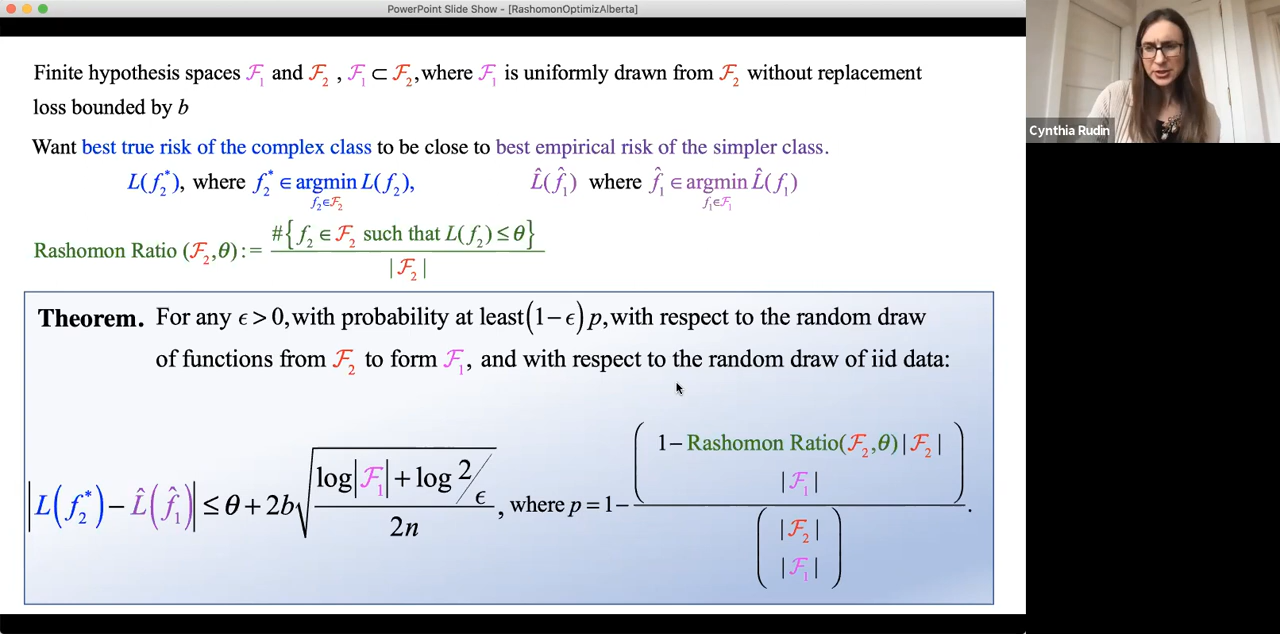 PowerPoint Slide Show - [RashomonOptimizAlberta]
Finite hypothesis spaces ℱ₁ and ℱ₂ , ℱ₁ ⊂ ℱ₂, where ℱ₁ is uniformly drawn from ℱ₂ without replacement
loss bounded by b
Cynthia Rudin
Want best true risk of the complex class to be close to best empirical risk of the simpler class.
L(f₂*), where f₂* ∈ argmin_{f₂∈ℱ₂} L(f₂), L̂(f̂₁) where f̂₁ ∈ argmin_{f₁∈ℱ₁} L̂(f₁)
Rashomon Ratio (ℱ₂,θ) := #{f₂ ∈ ℱ₂ such that L(f₂) ≤ θ} / |ℱ₂|
Theorem. For any ϵ > 0, with probability at least (1−ϵ)p, with respect to the random draw
of functions from ℱ₂ to form ℱ₁, and with respect to the random draw of iid data:
|L(f₂*) − L̂(f̂₁)| ≤ θ + 2b√((log|ℱ₁| + log 2/ϵ) / 2n), where p = 1 − (1− Rashomon Ratio(ℱ₂,θ)|ℱ₂| |ℱ₁|) / (|ℱ₂| |ℱ₁|).